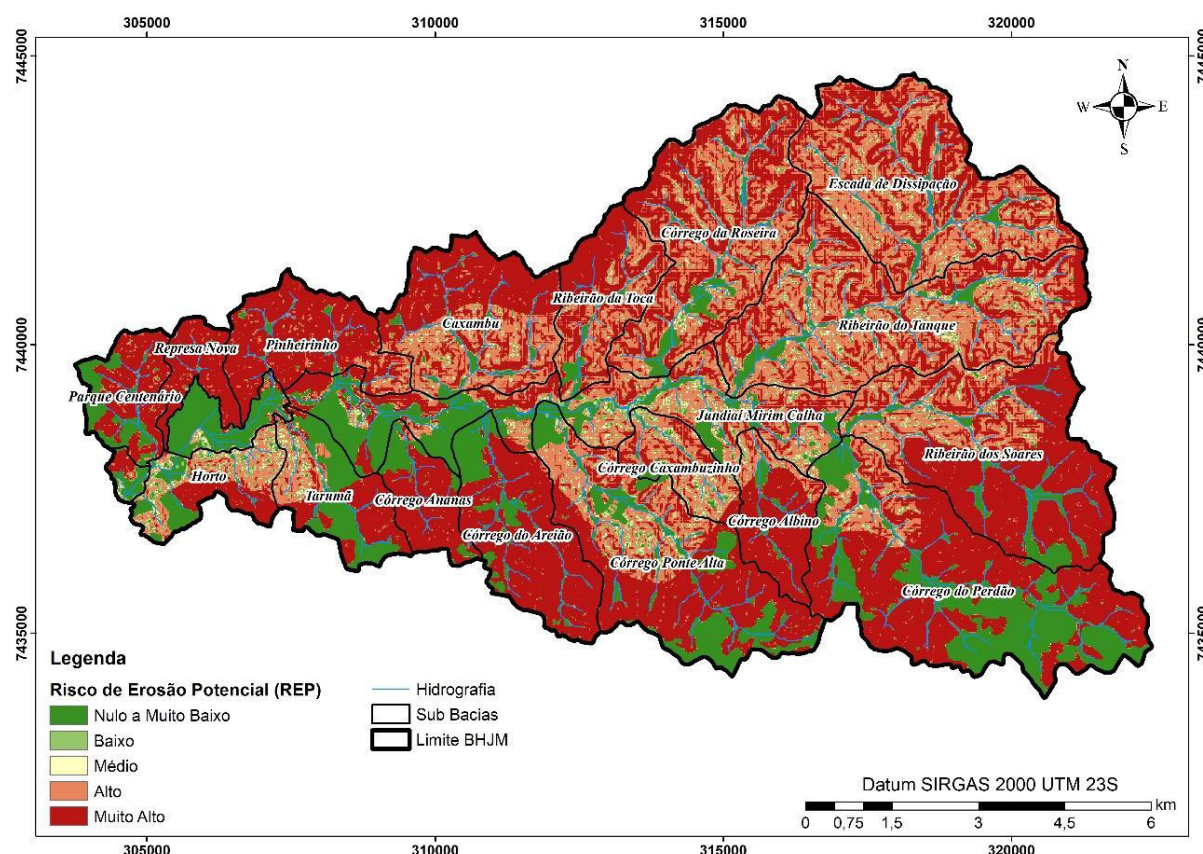 305000
310000
315000
320000
7445000
7445000
N
W
E
S
Escada de Dissipação
Córrego da Roseira
Ribeirão da Toca
Caxambu
Ribeirão do Tanque
7440000
7440000
Represa Nova
Pinheirinho
Parque Centenário
Jundiaí Mirim Calha
Ribeirão dos Soares
Córrego Caxambuzinho
Horto
Tarumã
Córrego Ananas
Córrego Albino
Córrego do Areião
Córrego Ponte Alta
Córrego do Perdão
7435000
7435000
Legenda
Risco de Erosão Potencial (REP)
Nulo a Muito Baixo
Baixo
Médio
Alto
Muito Alto
Hidrografia
Sub Bacias
Limite BHJM
Datum SIRGAS 2000 UTM 23S
km
0 0,75 1,5 3 4,5 6
305000
310000
315000
320000